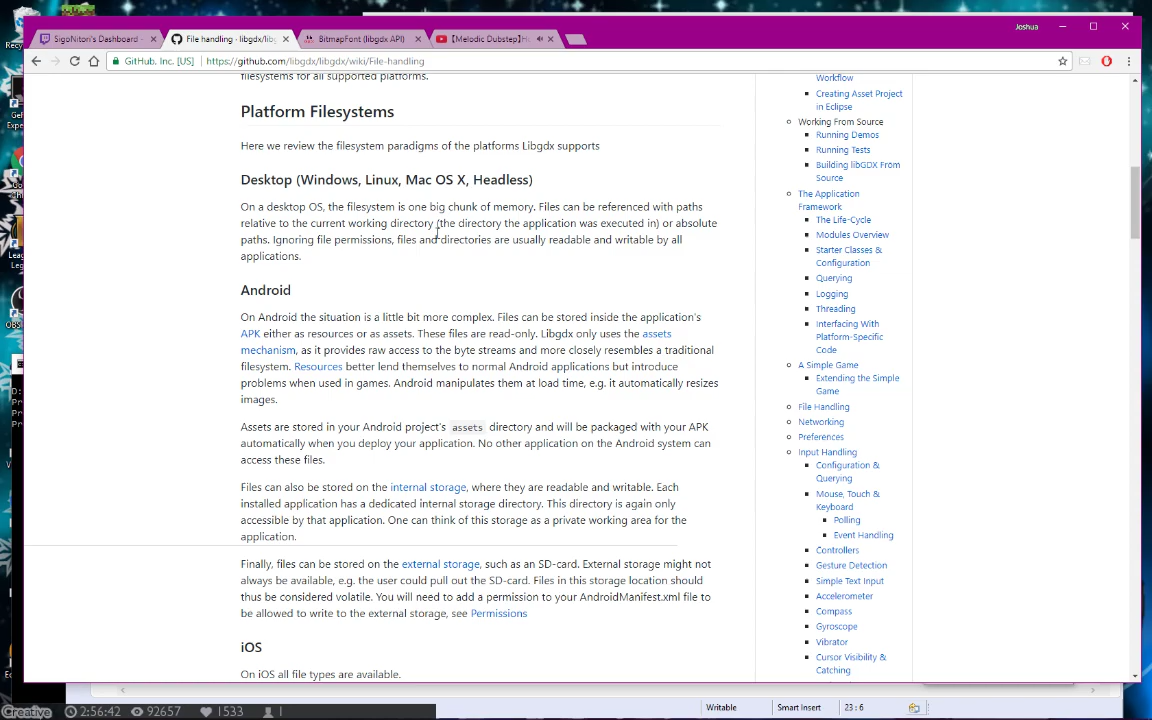 Joshua
SigoNitori's Dashboard -
File handling · libgdx/lib
BitmapFont (libgdx API)
【Melodic Dubstep】H
GitHub, Inc. [US] https://github.com/libgdx/libgdx/wiki/File-handling
filesystems for all supported platforms.
Platform Filesystems
Here we review the filesystem paradigms of the platforms Libgdx supports
Desktop (Windows, Linux, Mac OS X, Headless)
On a desktop OS, the filesystem is one big chunk of memory. Files can be referenced with paths
relative to the current working directory (the directory the application was executed in) or absolute
paths. Ignoring file permissions, files and directories are usually readable and writable by all
applications.
Android
On Android the situation is a little bit more complex. Files can be stored inside the application's
APK either as resources or as assets. These files are read-only. Libgdx only uses the assets
mechanism, as it provides raw access to the byte streams and more closely resembles a traditional
filesystem. Resources better lend themselves to normal Android applications but introduce
problems when used in games. Android manipulates them at load time, e.g. it automatically resizes
images.
Assets are stored in your Android project's assets directory and will be packaged with your APK
automatically when you deploy your application. No other application on the Android system can
access these files.
Files can also be stored on the internal storage, where they are readable and writable. Each
installed application has a dedicated internal storage directory. This directory is again only
accessible by that application. One can think of this storage as a private working area for the
application.
Finally, files can be stored on the external storage, such as an SD-card. External storage might not
always be available, e.g. the user could pull out the SD-card. Files in this storage location should
thus be considered volatile. You will need to add a permission to your AndroidManifest.xml file to
be allowed to write to the external storage, see Permissions
iOS
On iOS all file types are available.
Workflow
Creating Asset Project
in Eclipse
Working From Source
Running Demos
Running Tests
Building libGDX From
Source
The Application
Framework
The Life-Cycle
Modules Overview
Starter Classes &
Configuration
Querying
Logging
Threading
Interfacing With
Platform-Specific
Code
A Simple Game
Extending the Simple
Game
File Handling
Networking
Preferences
Input Handling
Configuration &
Querying
Mouse, Touch &
Keyboard
Polling
Event Handling
Controllers
Gesture Detection
Simple Text Input
Accelerometer
Compass
Gyroscope
Vibrator
Cursor Visibility &
Catching
Creative 2:56:42 92657 1533 1
Writable Smart Insert 23 : 6